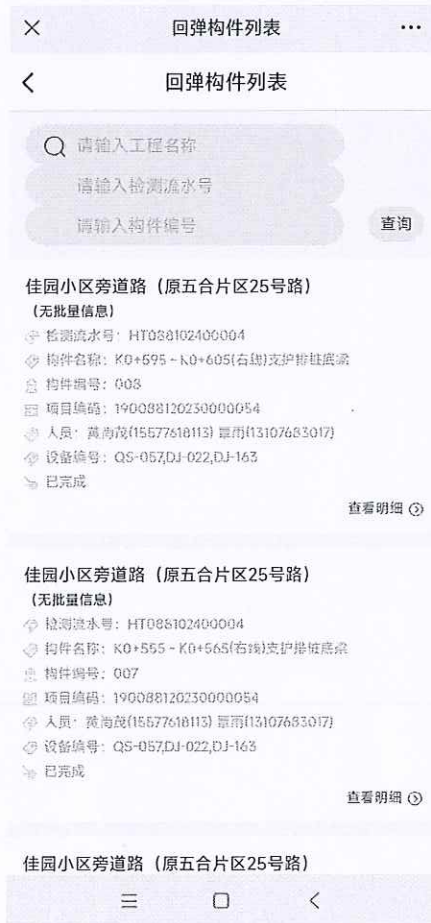 回弹构件列表
回弹构件列表
请输入工程名称
请输入检测流水号
请输入构件编号
查询
佳园小区旁道路（原五合片区25号路）
（无批量信息）
检测流水号：HT088102400004
构件名称：K0+595~K0+605(右线)支护排桩底梁
构件编号：008
项目编码：190088120230000054
人员：黄海茂(15577618113) 覃雨(13107683017)
设备编号：QS-057,DJ-022,DJ-163
已完成
查看明细
佳园小区旁道路（原五合片区25号路）
（无批量信息）
检测流水号：HT088102400004
构件名称：K0+555~K0+565(右线)支护排桩底梁
构件编号：007
项目编码：190088120230000054
人员：黄海茂(15577618113) 覃雨(13107683017)
设备编号：QS-057,DJ-022,DJ-163
已完成
查看明细
佳园小区旁道路（原五合片区25号路）